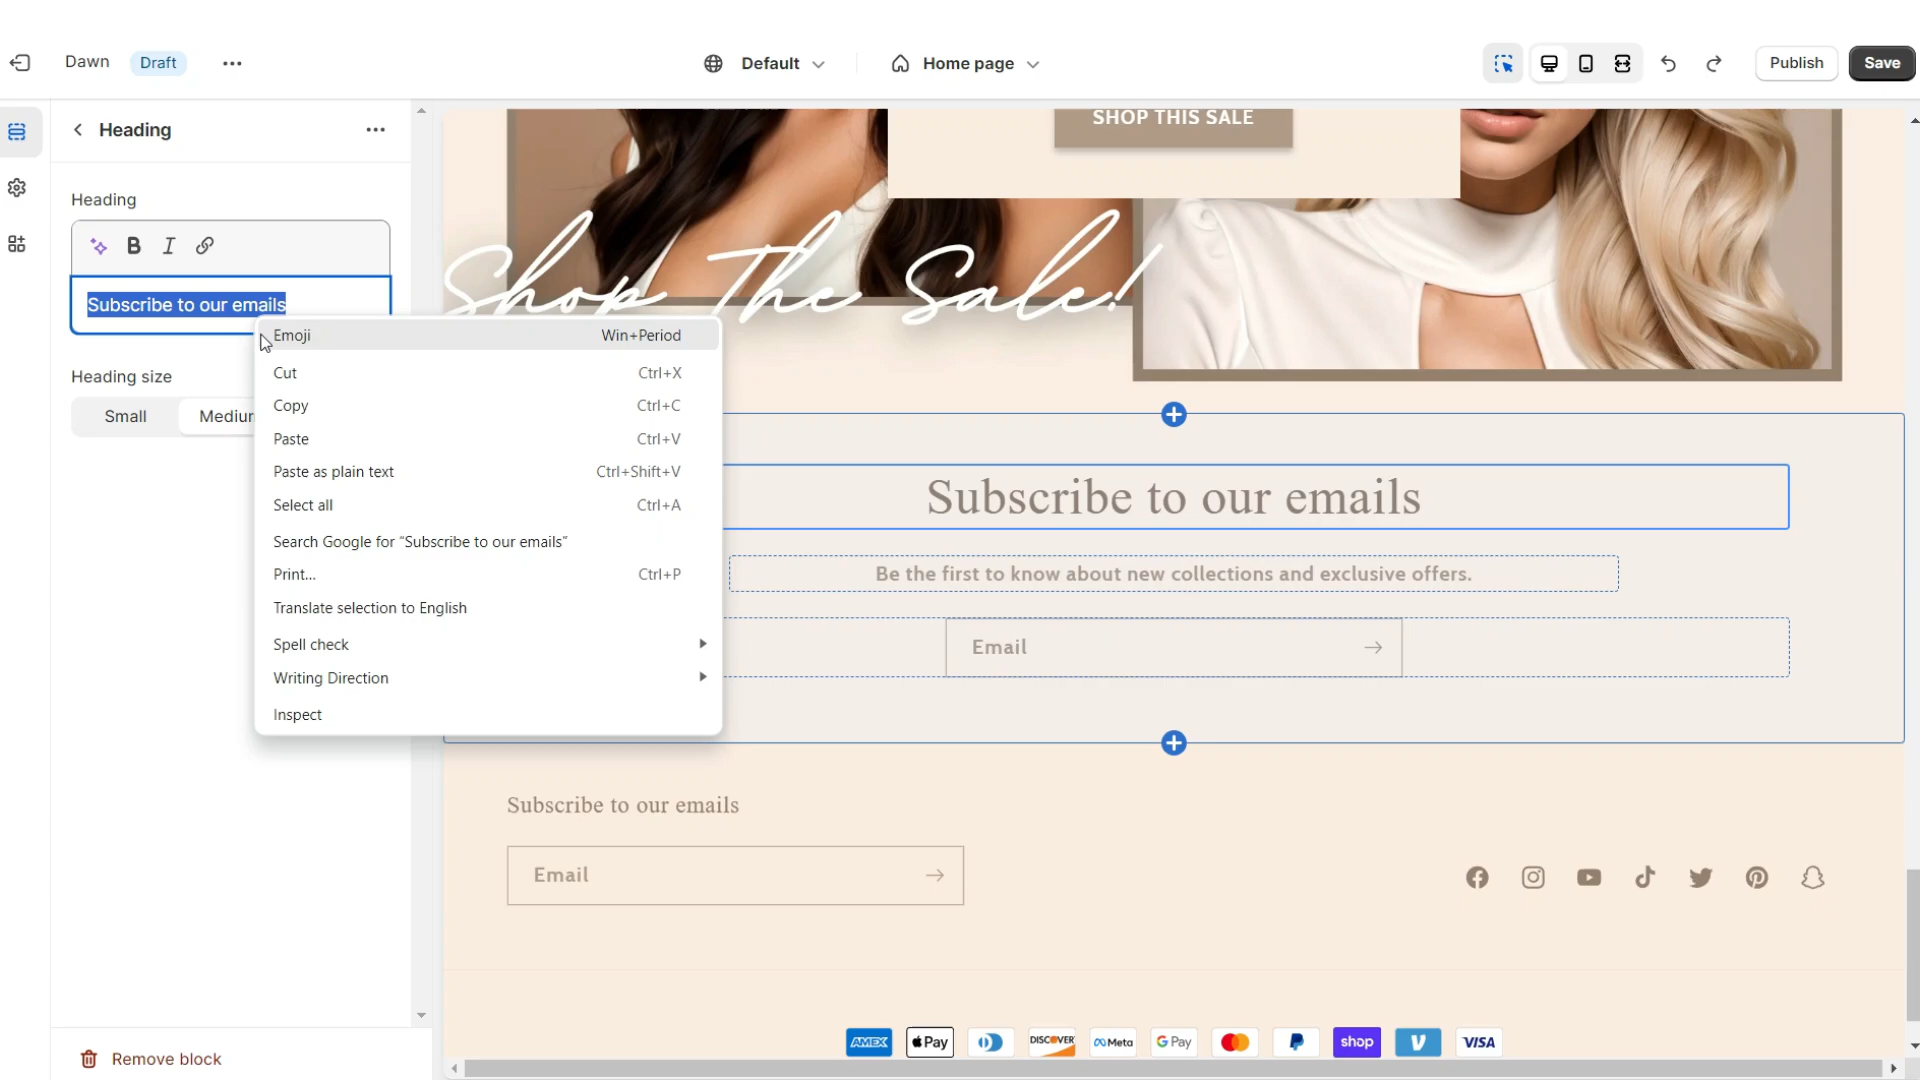 Dawn
Draft
Default
Home page
Publish
Save
Heading
Heading
B I
Subscribe to our emails
Heading size
Small
Mediur
Emoji Win+Period
Cut Ctrl+X
Copy Ctrl+C
Paste Ctrl+V
Paste as plain text Ctrl+Shift+V
Select all Ctrl+A
Search Google for “Subscribe to our emails”
Print... Ctrl+P
Translate selection to English
Spell check
Writing Direction
Inspect
Remove block
SHOP THIS SALE
Shop The Sale!
Subscribe to our emails
Be the first to know about new collections and exclusive offers.
Email
Subscribe to our emails
Email
AMEX
Pay
DISCOVER
Meta
G Pay
shop
VISA